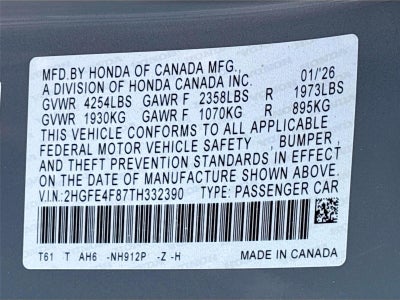 MFD.BY HONDA OF CANADA MFG.,
A DIVISION OF HONDA CANADA INC. 01/'26
GVWR 4254LBS GAWR F 2358LBS R 1973LBS
GVWR 1930KG GAWR F 1070KG R 895KG
THIS VEHICLE CONFORMS TO ALL APPLICABLE
FEDERAL MOTOR VEHICLE SAFETY , BUMPER,
AND THEFT PREVENTION STANDARDS IN EFFECT
ON THE DATE OF MANUFACTURE SHOWN ABOVE.
V.I.N:2HGFE4F87TH332390 TYPE: PASSENGER CAR
T61 T AH6 -NH912P -Z -H MADE IN CANADA